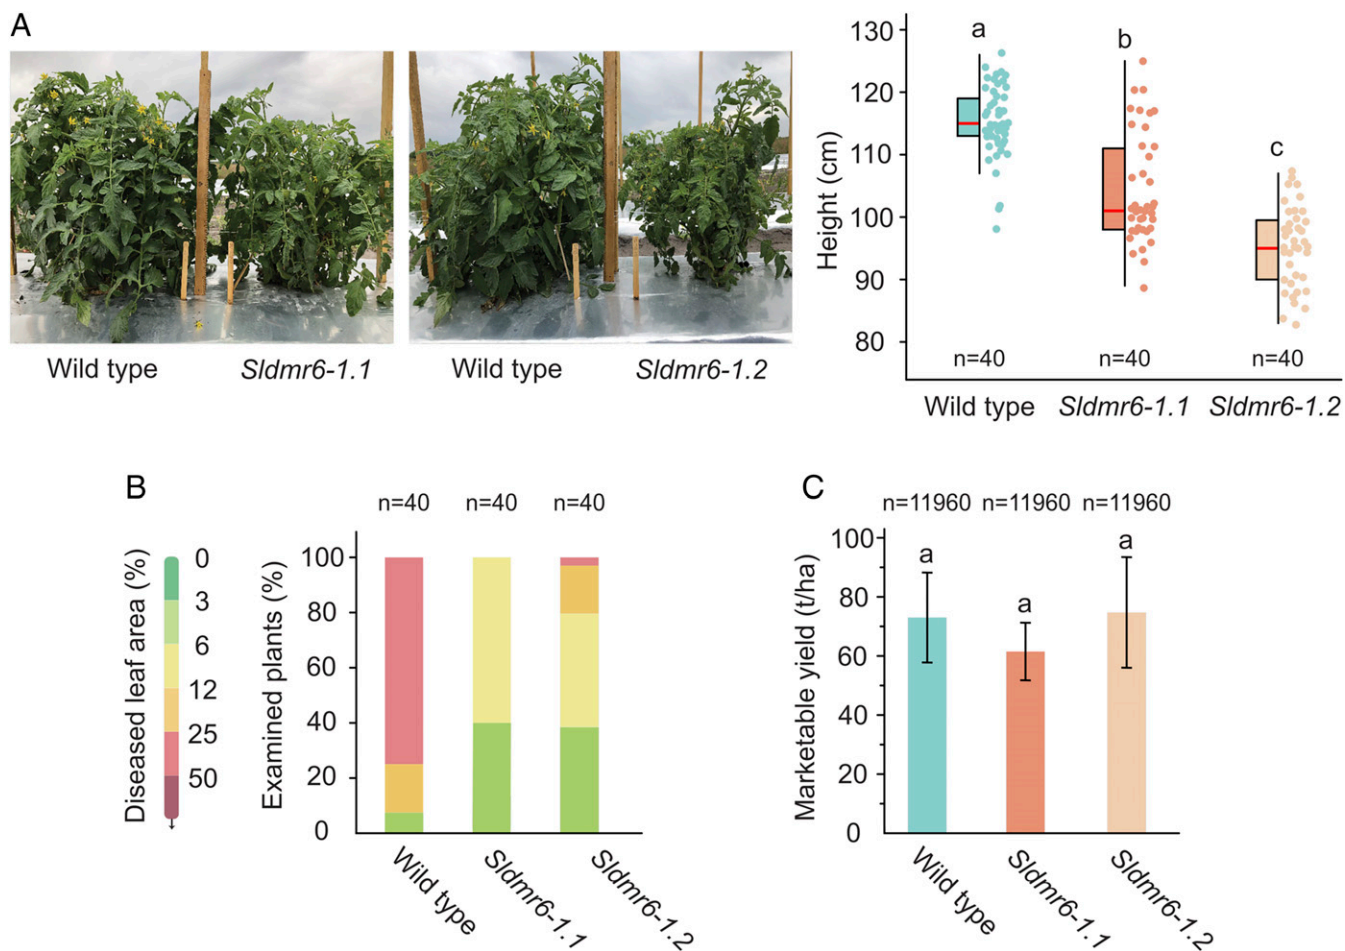 A
Wild type
Sldmr6-1.1
Wild type
Sldmr6-1.2
Height (cm)
130
120
110
100
90
80
a
b
c
n=40
n=40
n=40
Wild type
Sldmr6-1.1
Sldmr6-1.2
B
Diseased leaf area (%)
0
3
6
12
25
50
n=40
n=40
n=40
Examined plants (%)
100
80
60
40
20
0
Wild type
Sldmr6-1.1
Sldmr6-1.2
C
n=11960
n=11960
n=11960
Marketable yield (t/ha)
100
80
60
40
20
0
a
a
a
Wild type
Sldmr6-1.1
Sldmr6-1.2